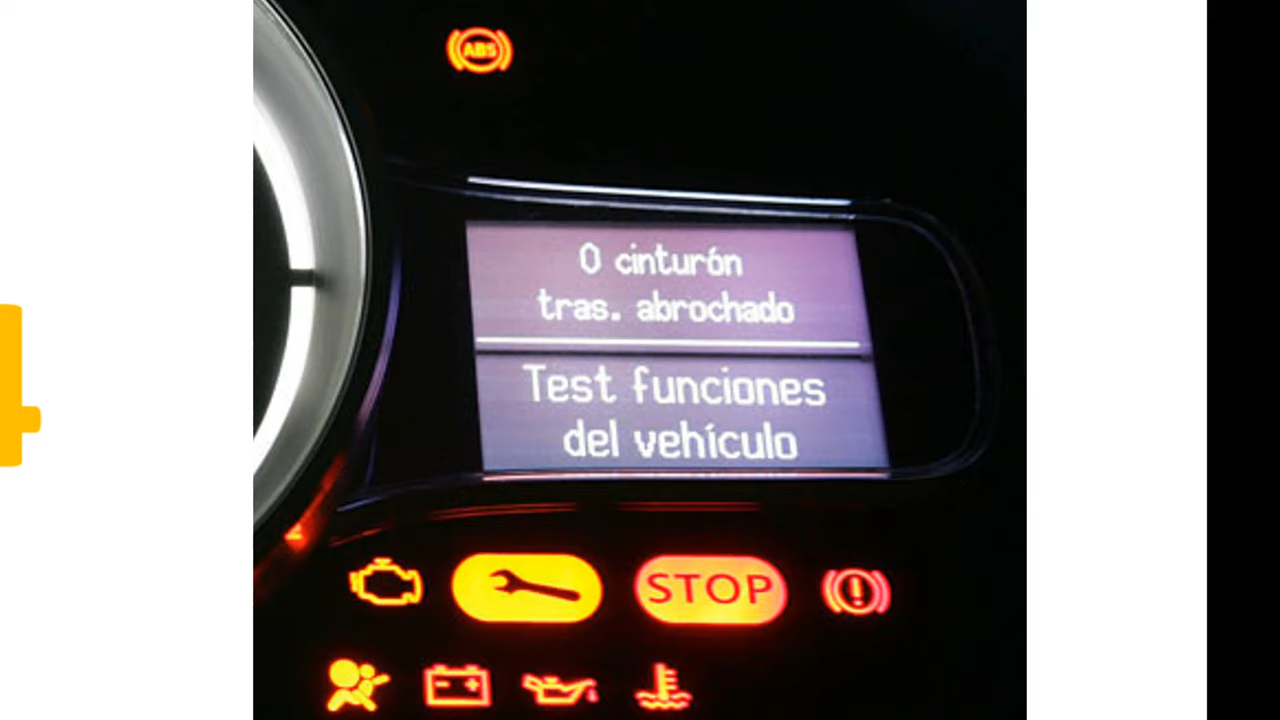 ABS
0 cinturón
tras. abrochado
Test funciones
del vehículo
STOP